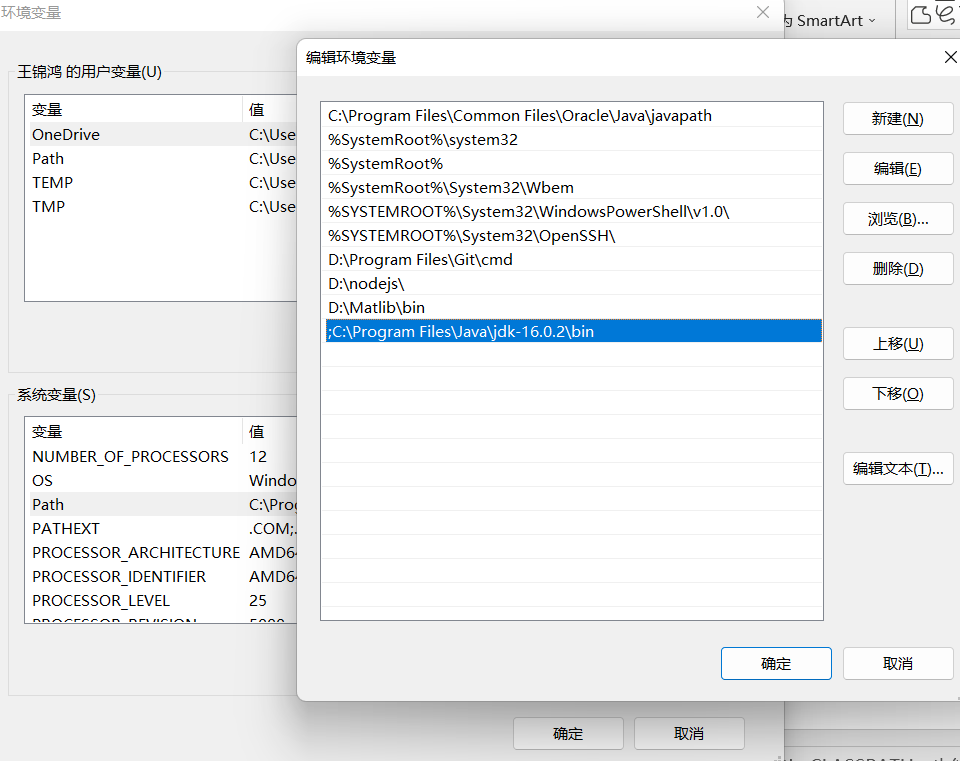 环境变量
为 SmartArt
编辑环境变量
王锦鸿 的用户变量(U)
变量 值
OneDrive C:\Use
Path C:\Use
TEMP C:\Use
TMP C:\Use
C:\Program Files\Common Files\Oracle\Java\javapath
%SystemRoot%\system32
%SystemRoot%
%SystemRoot%\System32\Wbem
%SYSTEMROOT%\System32\WindowsPowerShell\v1.0\
%SYSTEMROOT%\System32\OpenSSH\
D:\Program Files\Git\cmd
D:\nodejs\
D:\Matlib\bin
;C:\Program Files\Java\jdk-16.0.2\bin
新建(N)
编辑(E)
浏览(B)...
删除(D)
上移(U)
下移(O)
编辑文本(T)...
系统变量(S)
变量 值
NUMBER_OF_PROCESSORS 12
OS Windo
Path C:\Prog
PATHEXT .COM;.
PROCESSOR_ARCHITECTURE AMD64
PROCESSOR_IDENTIFIER AMD64
PROCESSOR_LEVEL 25
PROCESSOR_REVISION 5000
确定
取消
确定
取消